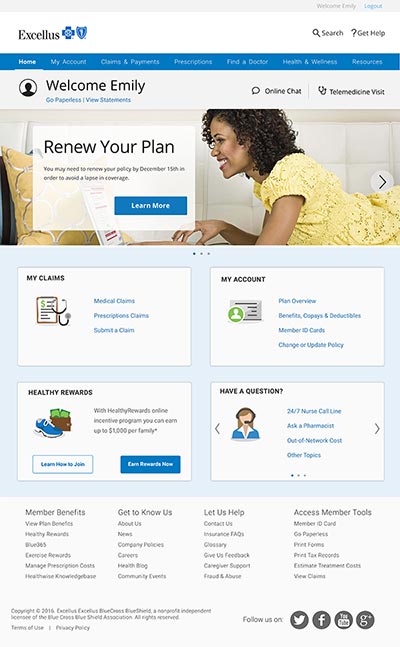 Welcome Emily Logout
Excellus
Search ?Get Help
Home My Account Claims & Payments Prescriptions Find a Doctor Health & Wellness Resources
Welcome Emily
Go Paperless | View Statements
Online Chat
Telemedicine Visit
Renew Your Plan
You may need to renew your policy by December 15th in
order to avoid a lapse in coverage.
Learn More
MY CLAIMS
Medical Claims
Prescriptions Claims
Submit a Claim
MY ACCOUNT
Plan Overview
Benefits, Copays & Deductibles
Member ID Cards
Change or Update Policy
HEALTHY REWARDS
With HealthyRewards online
incentive program you can earn
up to $1,000 per family*
Learn How to Join
Earn Rewards Now
HAVE A QUESTION?
24/7 Nurse Call Line
Ask a Pharmacist
Out-of-Network Cost
Other Topics
Member Benefits
View Plan Benefits
Healthy Rewards
Blue365
Exercise Rewards
Manage Prescription Costs
Healthwise Knowledgebase
Get to Know Us
About Us
News
Company Policies
Careers
Health Blog
Community Events
Let Us Help
Contact Us
Insurance FAQs
Glossary
Give Us Feedback
Caregiver Support
Fraud & Abuse
Access Member Tools
Member ID Card
Go Paperless
Print Forms
Print Tax Records
Estimate Treatment Costs
View Claims
Copyright © 2016. Excellus Excellus BlueCross BlueShield, a nonprofit independent
licensee of the Blue Cross Blue Shield Association. All rights reserved.
Terms of Use | Privacy Policy
Follow us on:
You Tube
g+